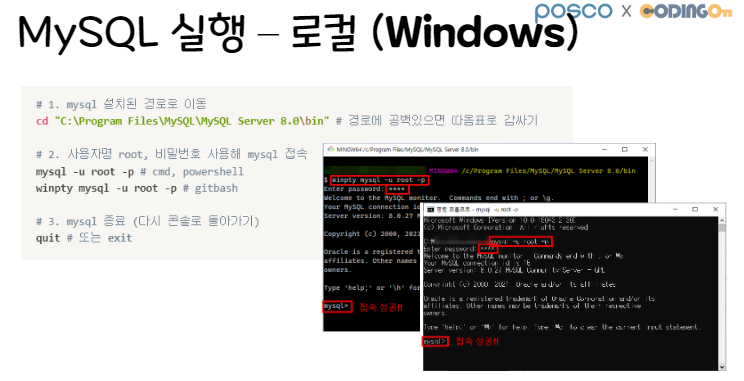 posco x CODINGOn
MySQL 실행 – 로컬 (Windows)
# 1. mysql 설치된 경로로 이동
cd "C:\Program Files\MySQL\MySQL Server 8.0\bin" # 경로에 공백있으면 따옴표로 감싸기
# 2. 사용자명 root, 비밀번호 사용해 mysql 접속
mysql -u root -p # cmd, powershell
winpty mysql -u root -p # gitbash
# 3. mysql 종료 (다시 콘솔로 돌아가기)
quit # 또는 exit
MINGW64:/c/Program Files/MySQL/MySQL Server 8.0/bin
MINGW64 /c/Program Files/MySQL/MySQL Server 8.0/bin
$ winpty mysql -u root -p
Enter password: ****
Welcome to the MySQL monitor. Commands end with ; or \g.
Your MySQL connection id
Server version: 8.0.27 M
Copyright (c) 2000, 2021
Oracle is a registered t
affiliates. Other names
owners.
Type 'help;' or '\h' for
mysql> 접속 성공!!
명령 프롬프트 - mysql -u root -p
Microsoft Windows [Version 10.0.19043.2130]
(c) Microsoft Corporation. All rights reserved.
mysql -u root -p
Enter password: ****
Welcome to the MySQL monitor. Commands end with ; or
Your MySQL connection id is 16
Server version: 8.0.27 MySQL Community Server - GPL
Copyright (c) 2000, 2021, Oracle and/or its affiliates.
Oracle is a registered trademark of Oracle Corporation and/or its
affiliates. Other names may be trademarks of their respective
owners.
Type 'help;' or '\h' for help. Type '\c' to clear the current input statement.
mysql> 접속 성공!!